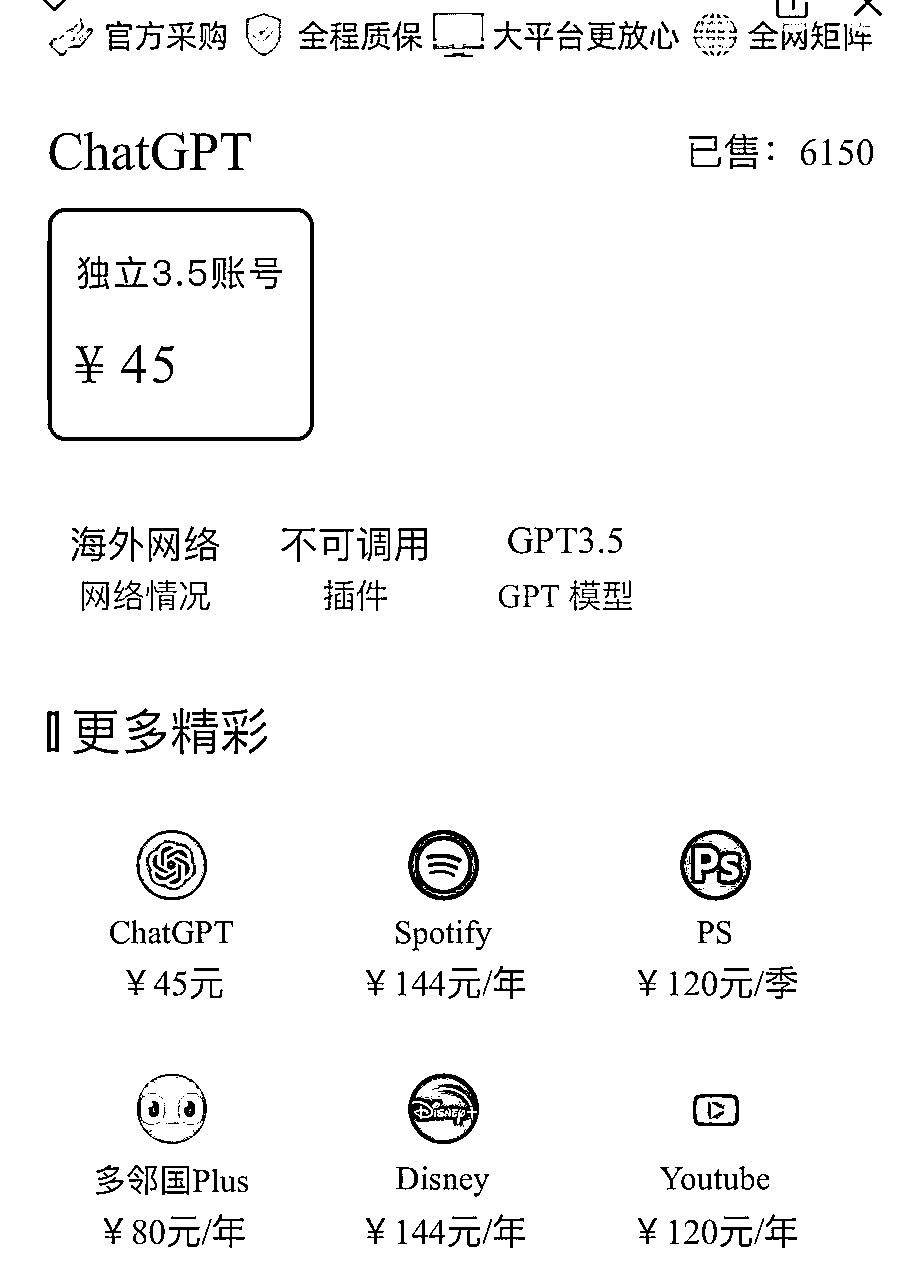 官方采购 全程质保 大平台更放心 全网矩阵
ChatGPT 已售：6150
独立3.5账号
¥ 45
海外网络 不可调用 GPT3.5
网络情况 插件 GPT 模型
更多精彩
Ps
ChatGPT Spotify PS
¥45元 ¥144元/年 ¥120元/季
Disney+
多邻国Plus Disney Youtube
¥80元/年 ¥144元/年 ¥120元/年